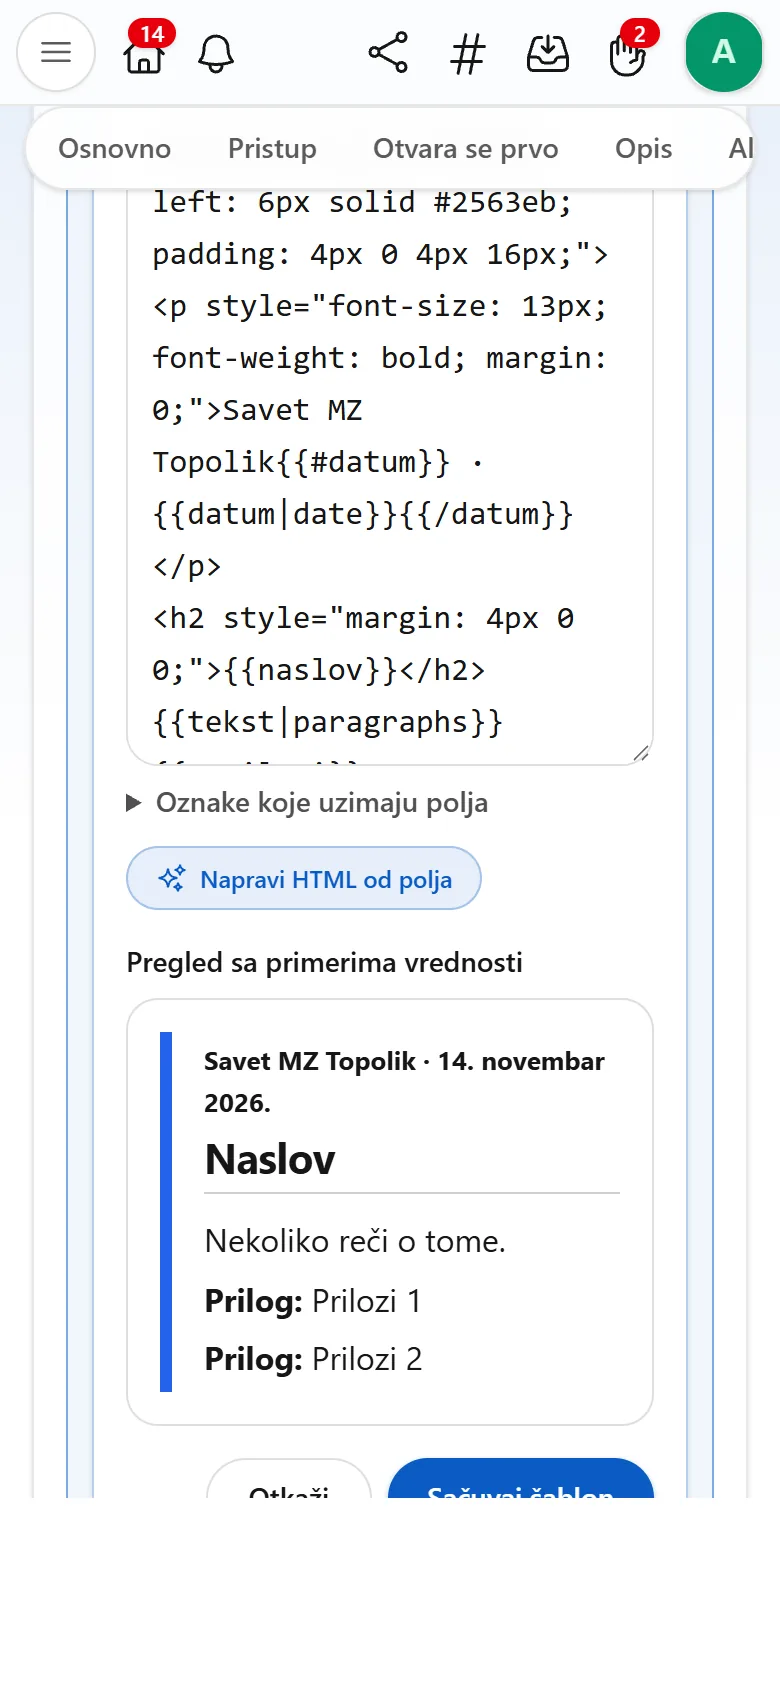 14
2
A
Osnovno Pristup Otvara se prvo Opis
left: 6px solid #2563eb;
padding: 4px 0 4px 16px;">
<p style="font-size: 13px;
font-weight: bold; margin:
0;">Savet MZ
Topolik{{#datum}} ·
{{datum|date}}{{/datum}}
</p>
<h2 style="margin: 4px 0
0;">{{naslov}}</h2>
{{tekst|paragraphs}}
▶ Oznake koje uzimaju polja
Napravi HTML od polja
Pregled sa primerima vrednosti
Savet MZ Topolik · 14. novembar
2026.
Naslov
Nekoliko reči o tome.
Prilog: Prilozi 1
Prilog: Prilozi 2
Otkaži Sačuvaj šablon